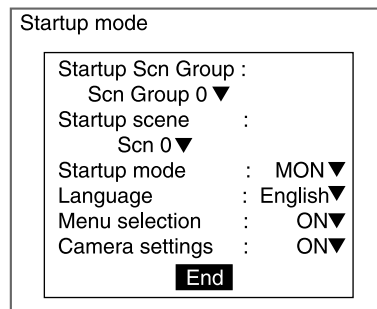 Startup mode
Startup Scn Group :
Scn Group 0 ▼
Startup scene :
Scn 0 ▼
Startup mode : MON ▼
Language : English ▼
Menu selection : ON ▼
Camera settings : ON ▼
End